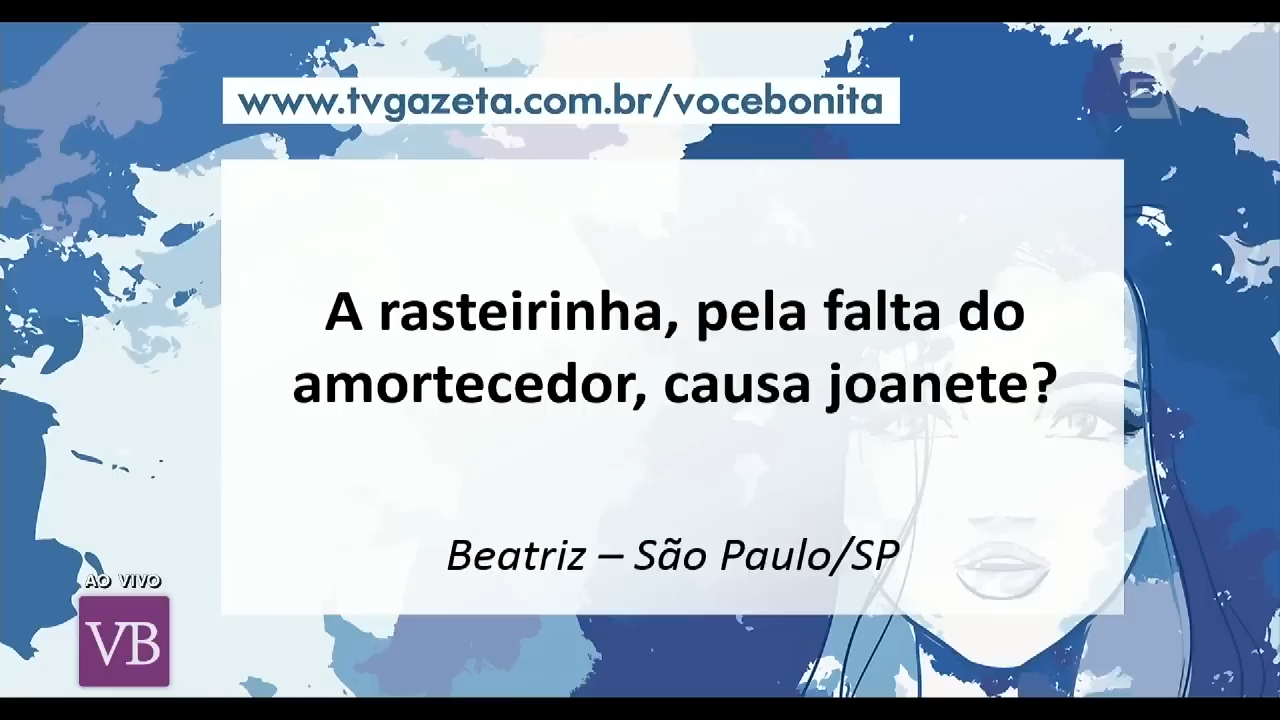 www.tvgazeta.com.br/vocebonita
A rasteirinha, pela falta do
amortecedor, causa joanete?
Beatriz – São Paulo/SP
AO VIVO
VB